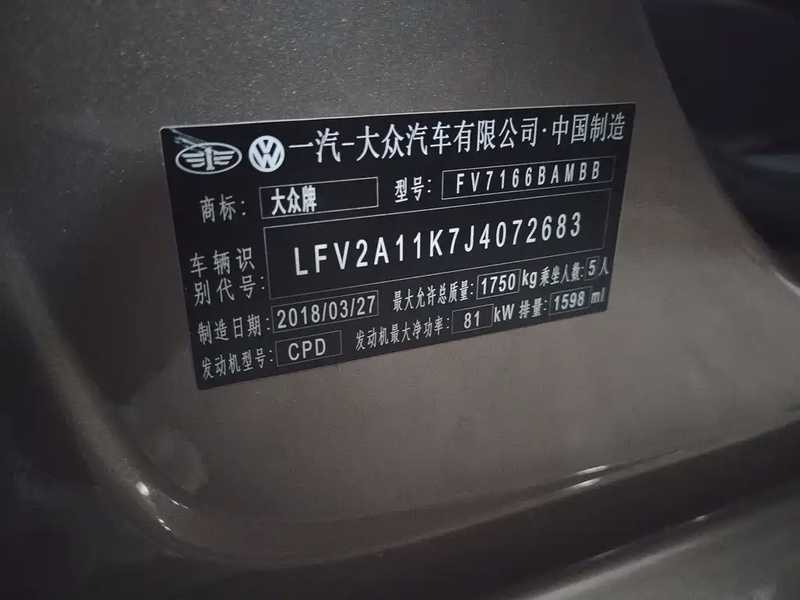 一汽-大众汽车有限公司·中国制造
商标: 大众牌 型号: FV7166BAMBB
车辆识别代号: LFV2A11K7J4072683
制造日期: 2018/03/27 最大允许总质量: 1750 kg 乘坐人数: 5 人
发动机型号: CPD 发动机最大净功率: 81 kW 排量: 1598 ml